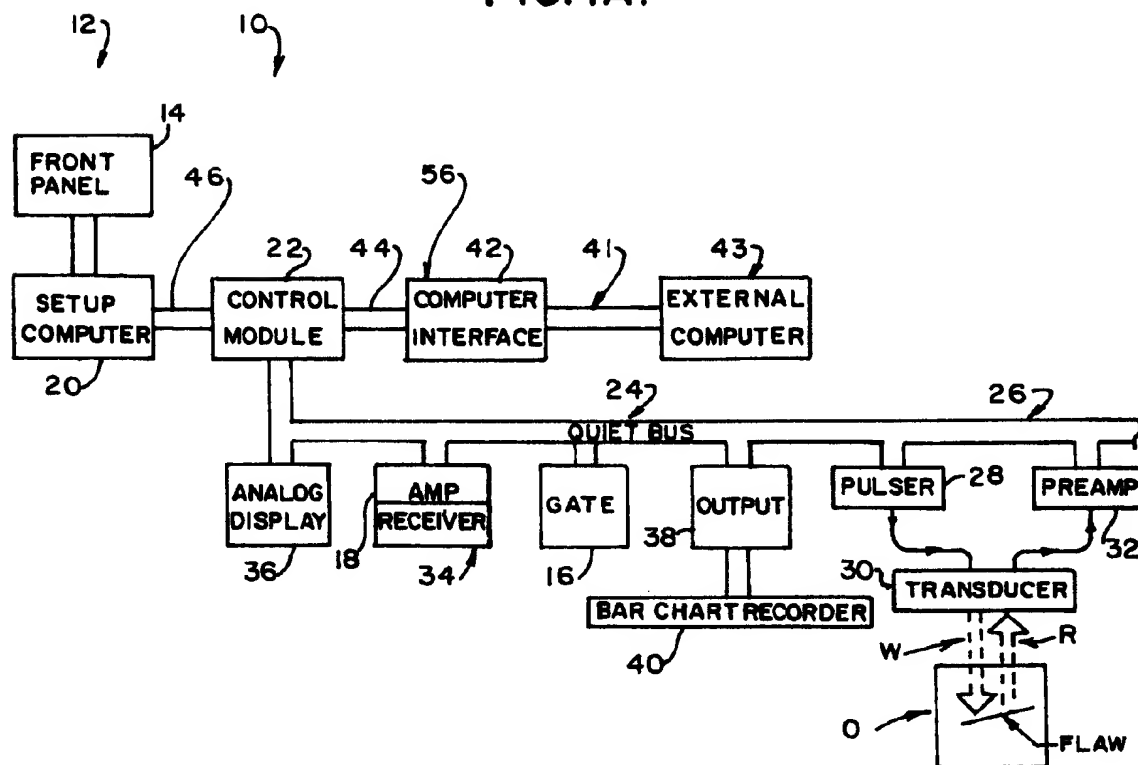 12
10
14
FRONT
PANEL
46
56
22
44
42
41
43
SETUP
COMPUTER
CONTROL
MODULE
COMPUTER
INTERFACE
EXTERNAL
COMPUTER
20
24
26
QUIET BUS
ANALOG
DISPLAY
AMP
RECEIVER
GATE
OUTPUT
PULSER
28
PREAMP
36
18
34
16
38
32
30
TRANSDUCER
BAR CHART RECORDER
40
W
R
O
FLAW